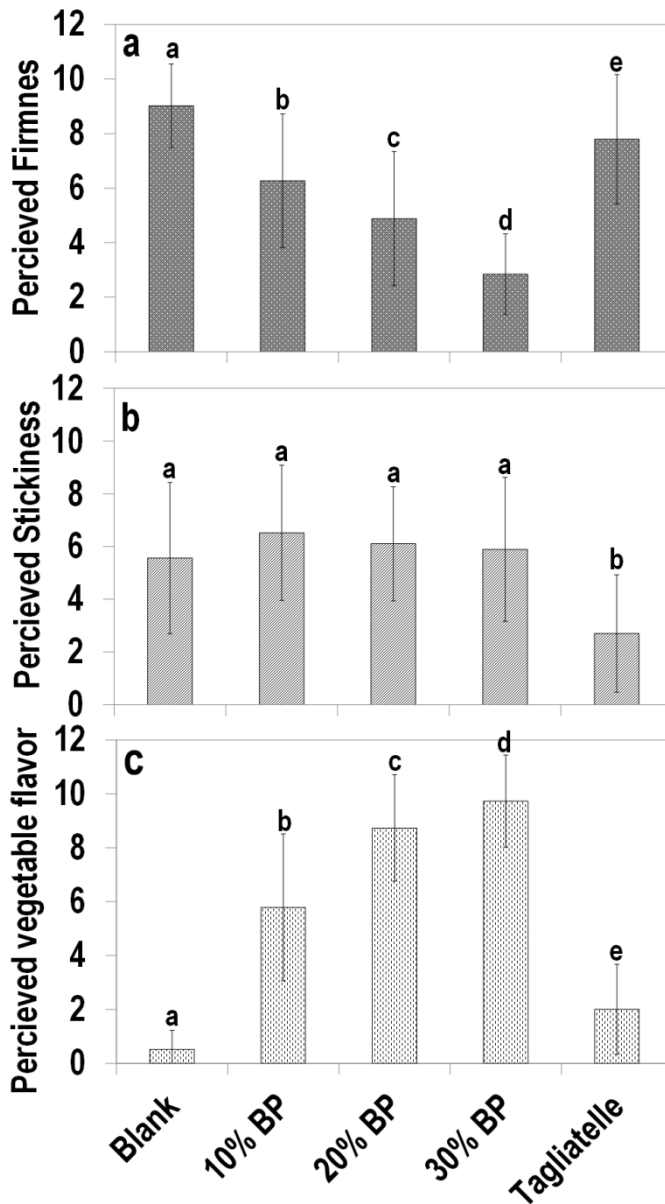 12
10
8
6
4
2
0
Percieved Firmnes
a
a
b
c
d
e
12
10
8
6
4
2
0
Percieved Stickiness
b
a
a
a
a
b
12
10
8
6
4
2
0
Percieved vegetable flavor
c
a
b
c
d
e
Blank
10% BP
20% BP
30% BP
Tagliatelle